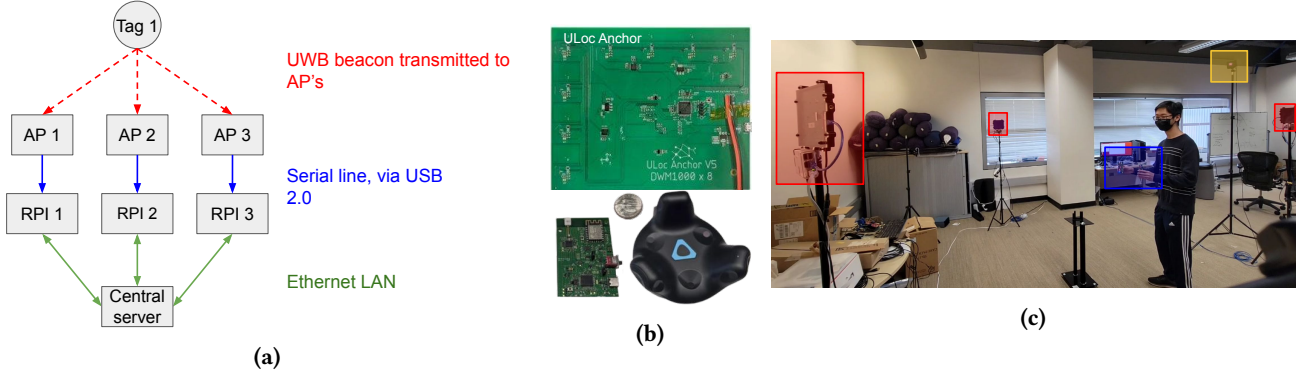 Tag 1
UWB beacon transmitted to
AP's
AP 1
AP 2
AP 3
Serial line, via USB
2.0
RPI 1
RPI 2
RPI 3
Ethernet LAN
Central
server
(a)
ULoc Anchor
ULoc Anchor V5
DWM1000 x 8
(b)
(c)